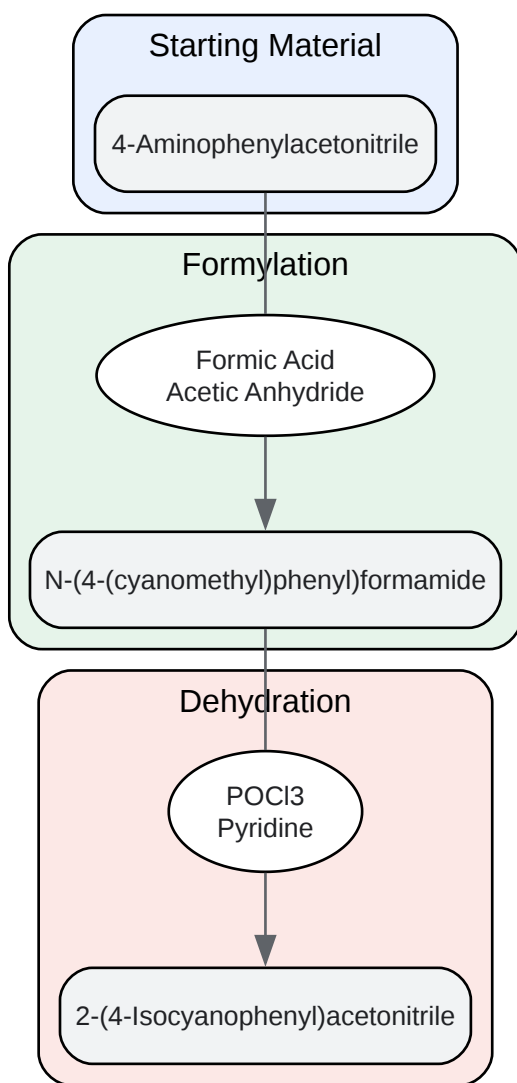 Starting Material
4-Aminophenylacetonitrile
Formylation
Formic Acid
Acetic Anhydride
N-(4-(cyanomethyl)phenyl)formamide
Dehydration
POCl3
Pyridine
2-(4-Isocyanophenyl)acetonitrile